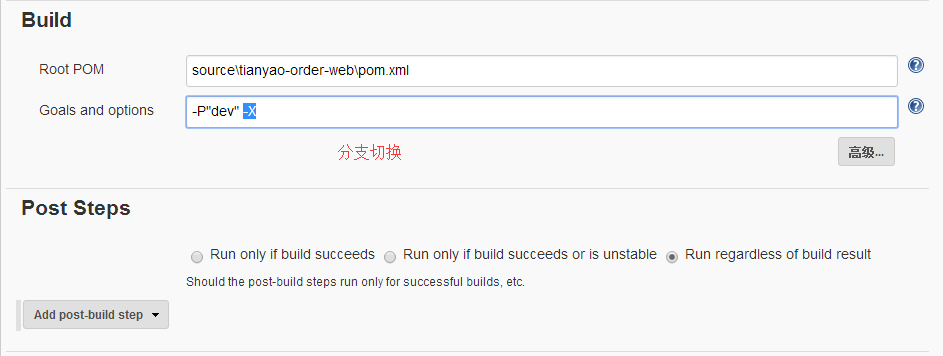 Build
Root POM
source\tianyao-order-web\pom.xml
Goals and options
-P"dev" -X
分支切换
高级...
Post Steps
Run only if build succeeds Run only if build succeeds or is unstable Run regardless of build result
Should the post-build steps run only for successful builds, etc.
Add post-build step